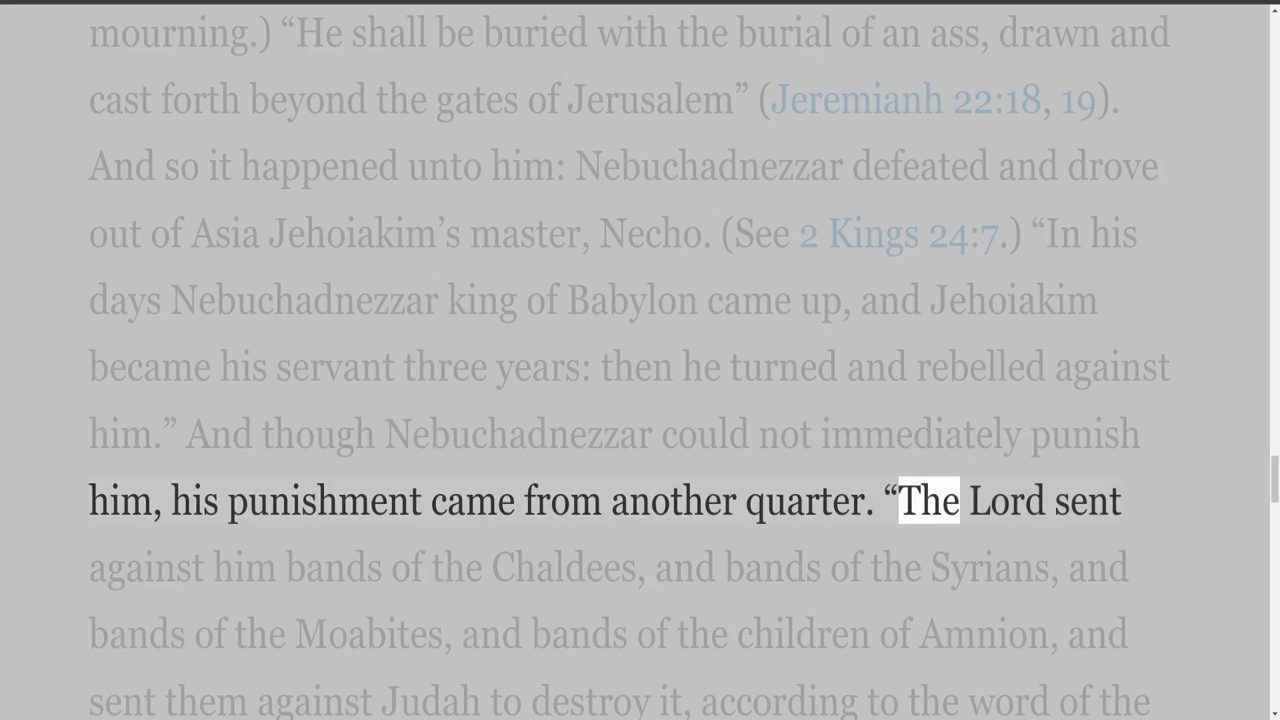 mourning.) “He shall be buried with the burial of an ass, drawn and
cast forth beyond the gates of Jerusalem” (Jeremianh 22:18, 19).
And so it happened unto him: Nebuchadnezzar defeated and drove
out of Asia Jehoiakim’s master, Necho. (See 2 Kings 24:7.) “In his
days Nebuchadnezzar king of Babylon came up, and Jehoiakim
became his servant three years: then he turned and rebelled against
him.” And though Nebuchadnezzar could not immediately punish
him, his punishment came from another quarter. “The Lord sent
against him bands of the Chaldees, and bands of the Syrians, and
bands of the Moabites, and bands of the children of Amnion, and
sent them against Judah to destroy it, according to the word of the